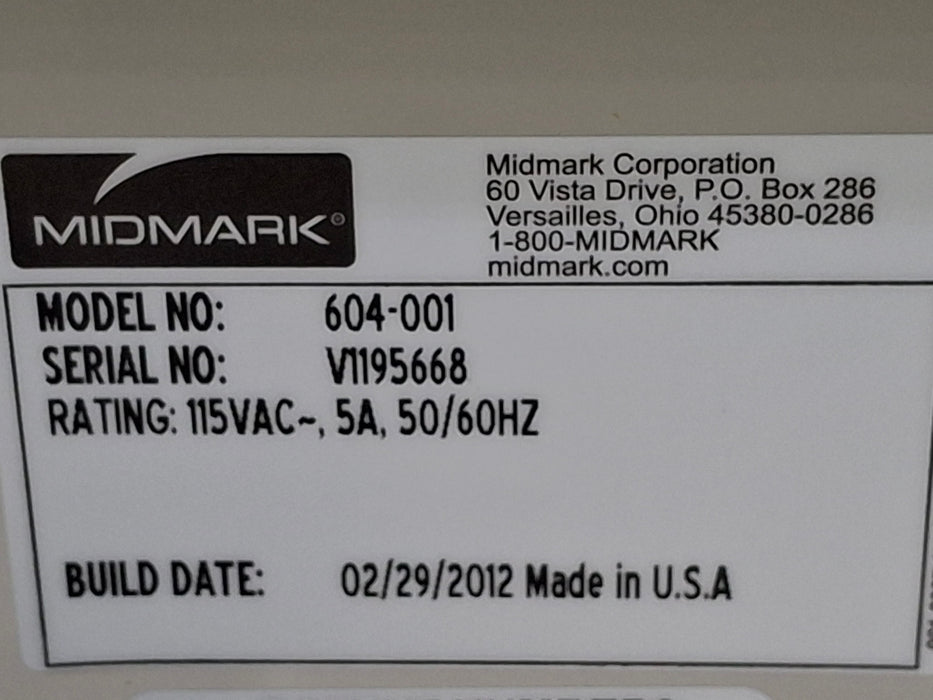 MIDMARK®
Midmark Corporation
60 Vista Drive, P.O. Box 286
Versailles, Ohio 45380-0286
1-800-MIDMARK
midmark.com
MODEL NO: 604-001
SERIAL NO: V1195668
RATING: 115VAC~, 5A, 50/60HZ
BUILD DATE: 02/29/2012 Made in U.S.A